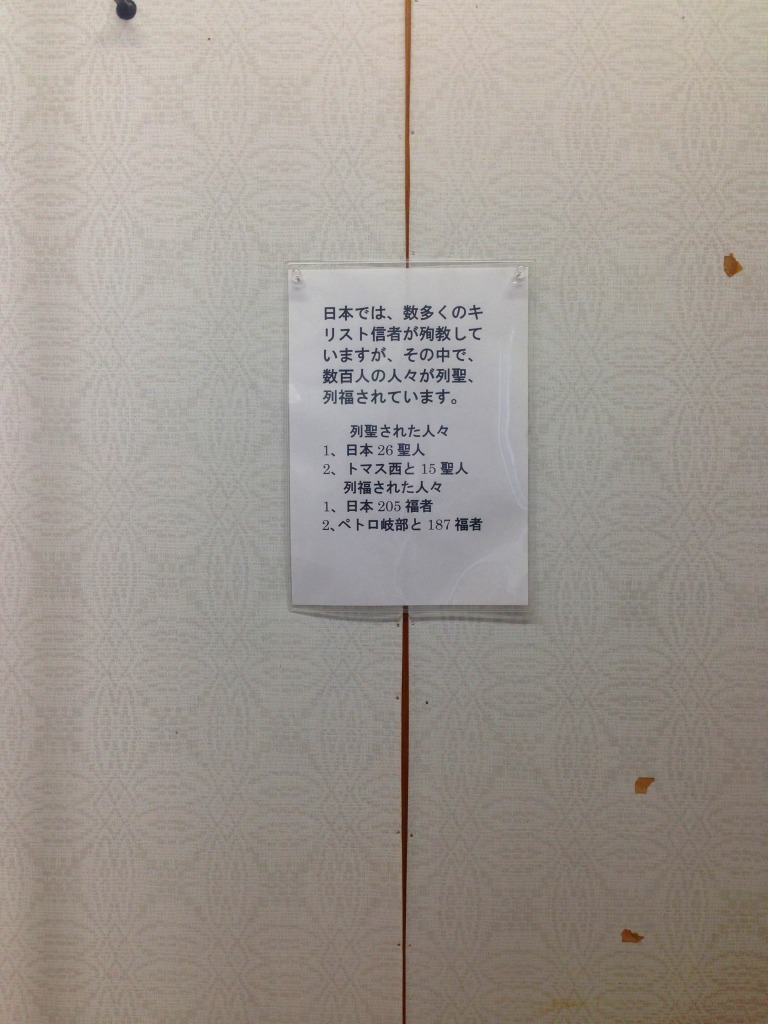 日本では、数多くのキ
リスト信者が殉教して
いますが、その中で、
数百人の人々が列聖、
列福されています。
列聖された人々
1、日本 26 聖人
2、トマス西と 15 聖人
列福された人々
1、日本 205 福者
2、ペトロ岐部と 187 福者